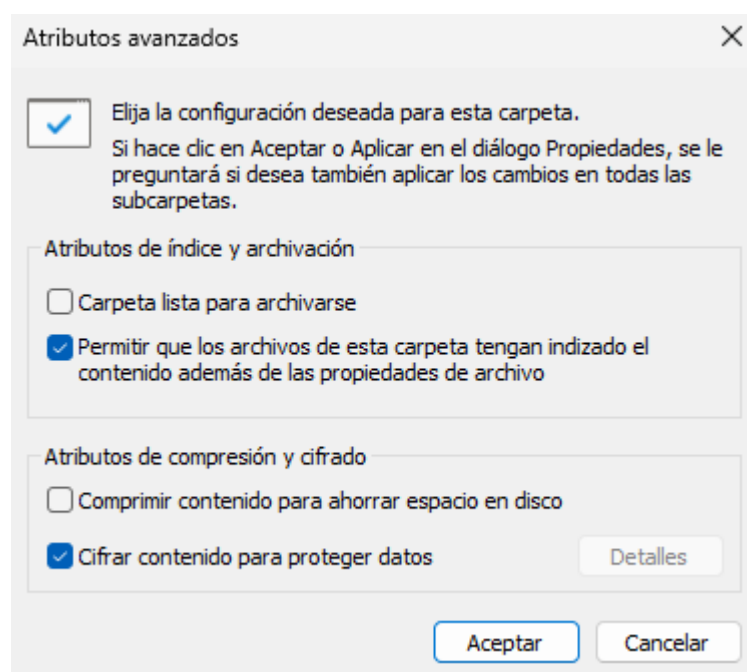 Atributos avanzados
Elija la configuración deseada para esta carpeta.
Si hace clic en Aceptar o Aplicar en el diálogo Propiedades, se le
preguntará si desea también aplicar los cambios en todas las
subcarpetas.
Atributos de índice y archivación
Carpeta lista para archivarse
Permitir que los archivos de esta carpeta tengan indizado el
contenido además de las propiedades de archivo
Atributos de compresión y cifrado
Comprimir contenido para ahorrar espacio en disco
Cifrar contenido para proteger datos
Detalles
Aceptar
Cancelar